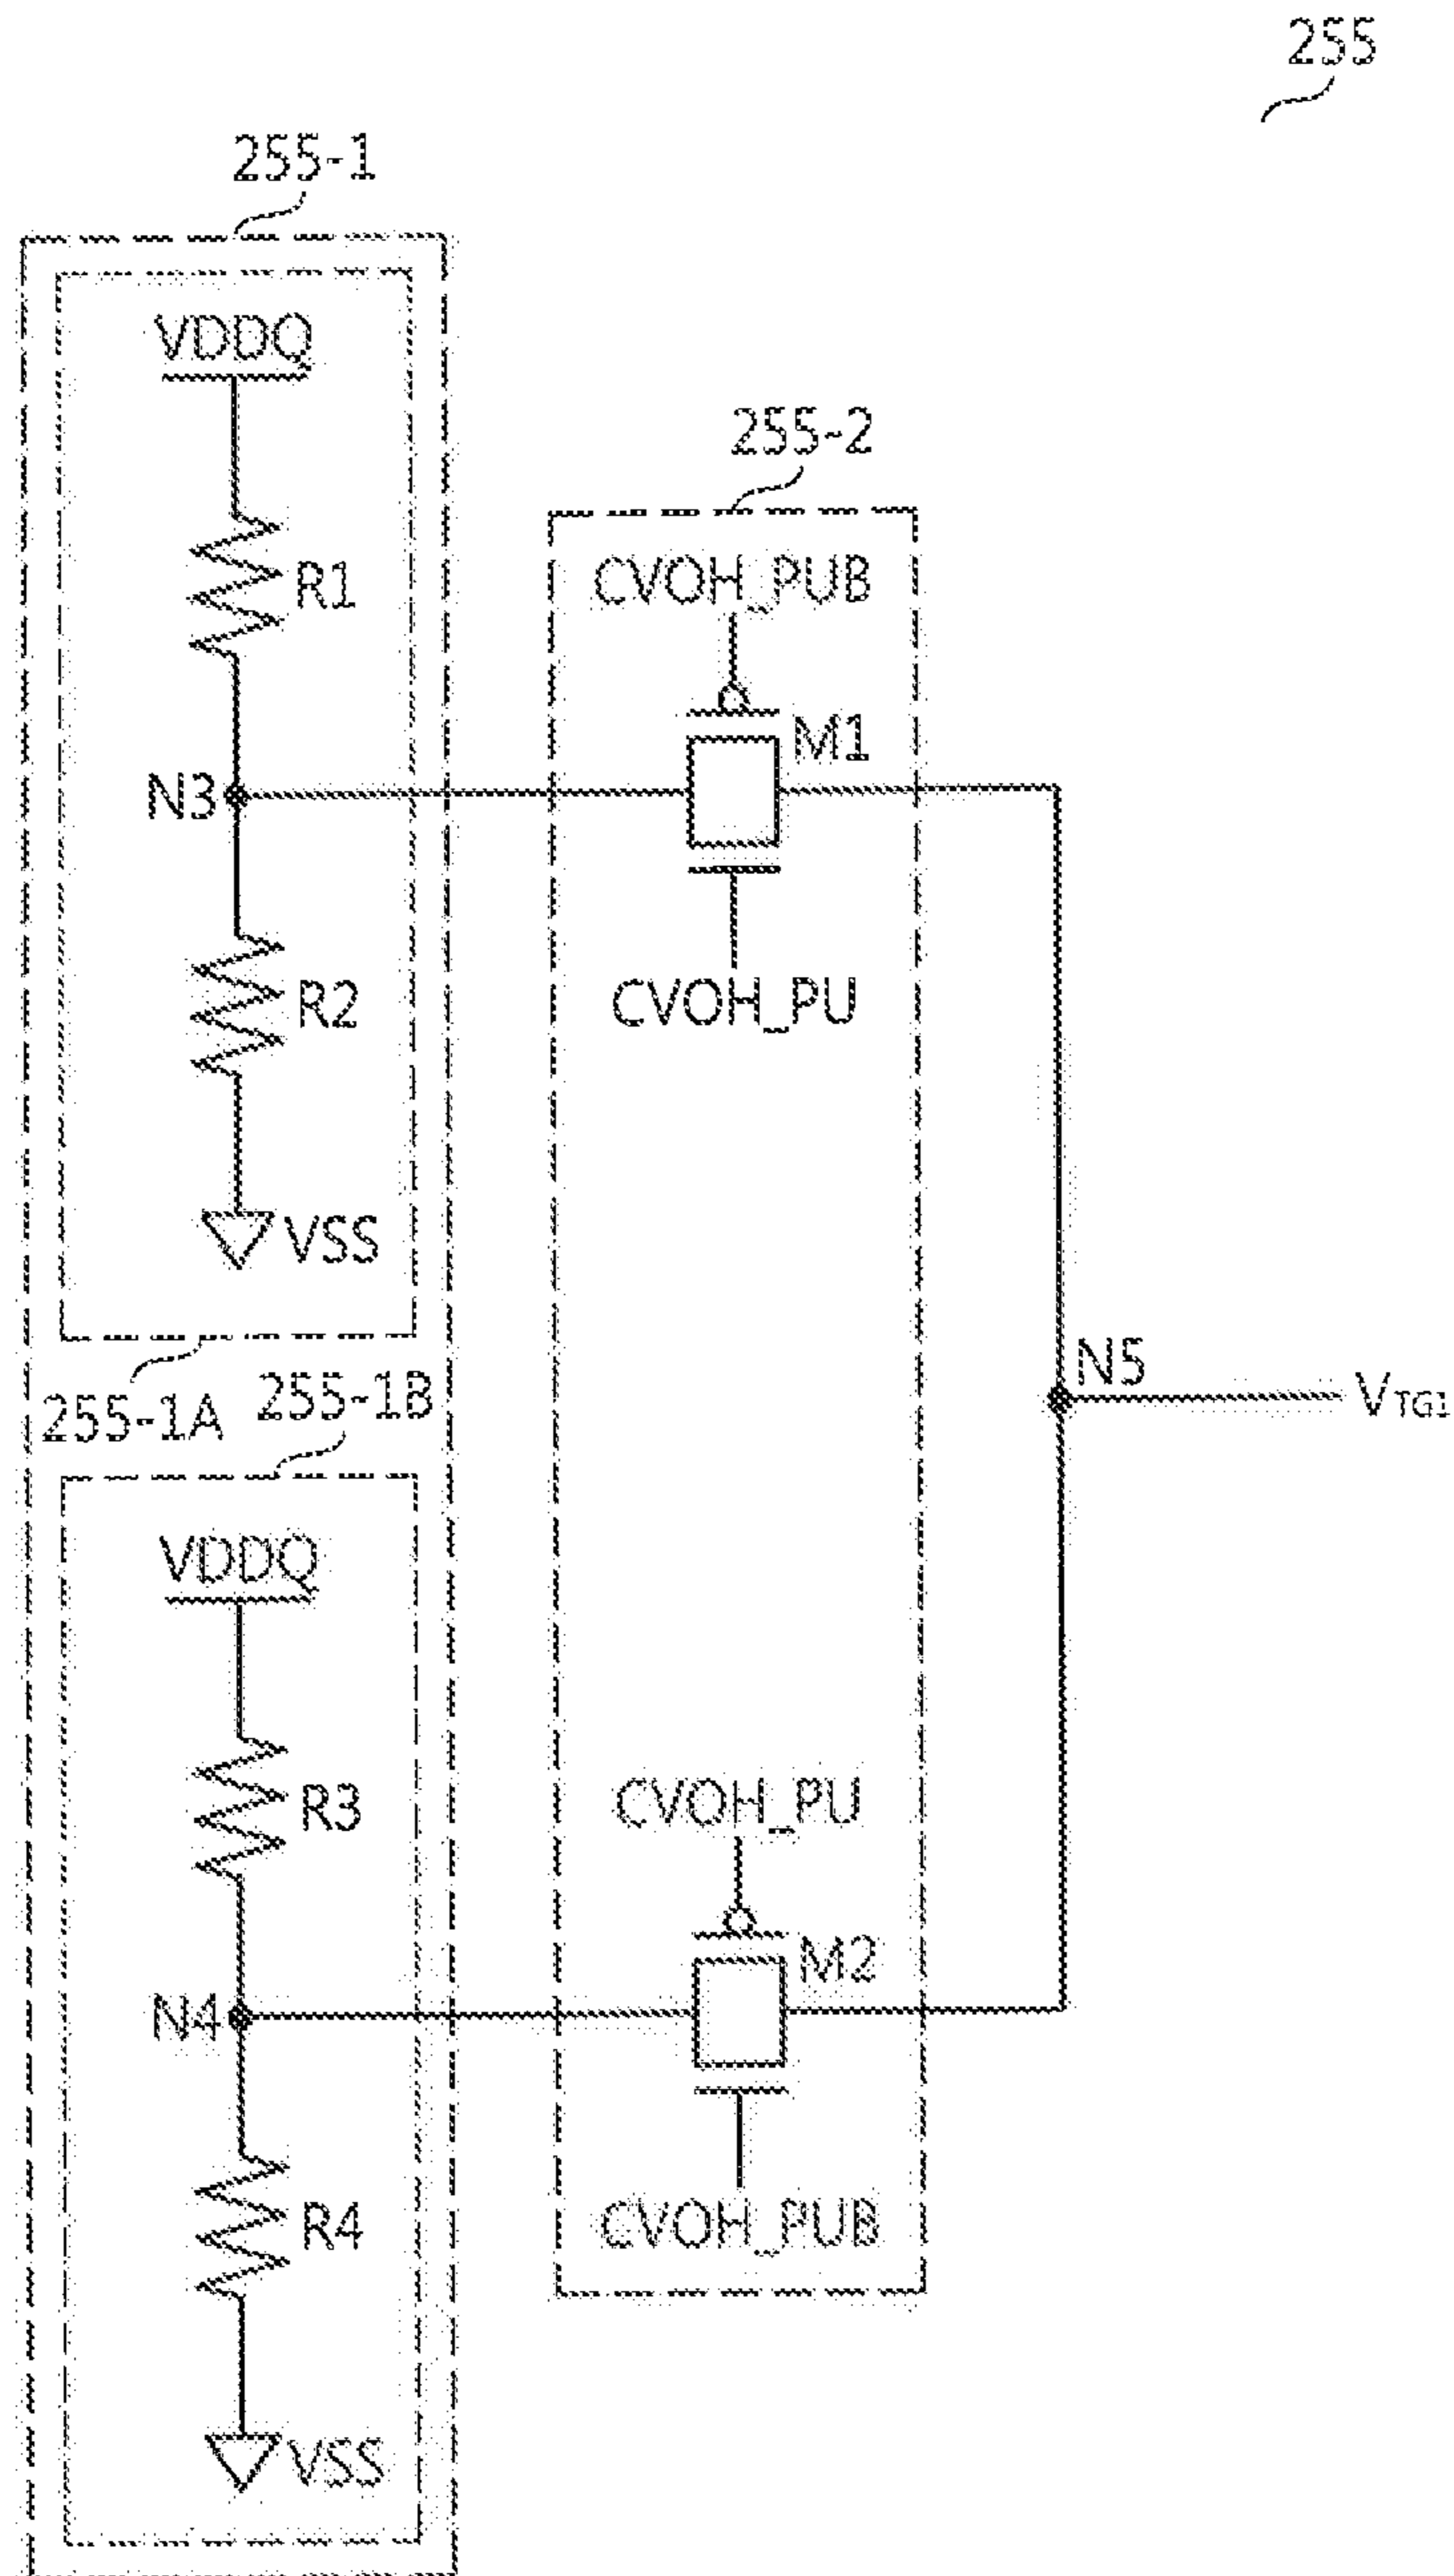 255
255-1
VDDQ
255-2
CVOH_PUB
R1
M1
N3
R2
CVOH_PU
VSS
N5
255-1A
255-1B
VTG1
VDDQ
CVOH_PU
R3
M2
N4
R4
CVOH_PUB
VSS